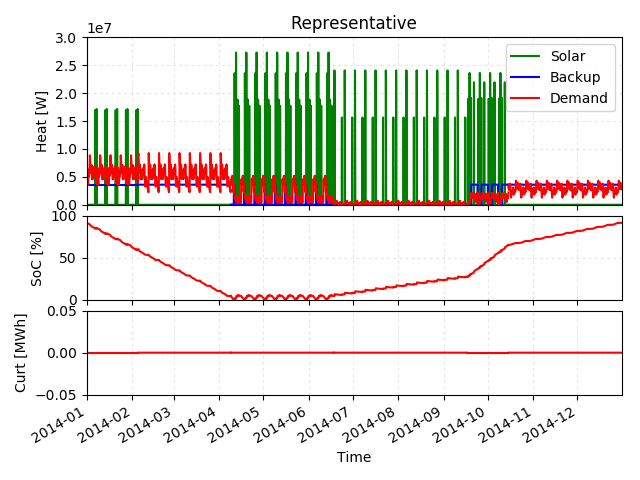 Representative
1e7
3.0
2.5
2.0
1.5
1.0
0.5
0.0
Heat [W]
Solar
Backup
Demand
100
50
0
SoC [%]
0.05
0.00
−0.05
Curt [MWh]
2014-01
2014-02
2014-03
2014-04
2014-05
2014-06
2014-07
2014-08
2014-09
2014-10
2014-11
2014-12
Time